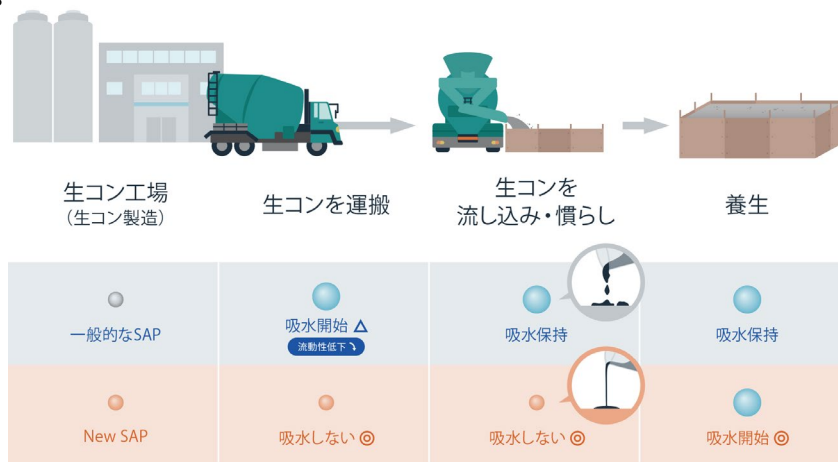 生コン工場
（生コン製造）
生コンを運搬
生コンを
流し込み・慣らし
養生
一般的なSAP
吸水開始 △
流動性低下⤵
吸水保持
吸水保持
New SAP
吸水しない ◎
吸水しない ◎
吸水開始 ◎